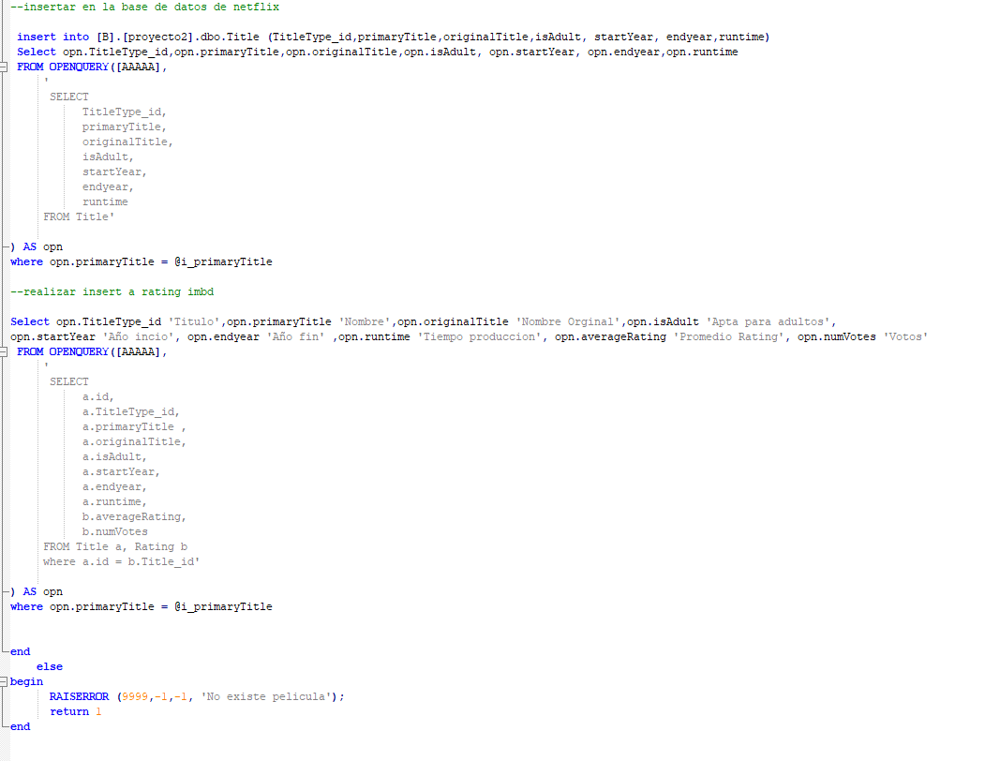 --insertar en la base de datos de netflix
insert into [B].[proyecto2].dbo.Title (TitleType_id,primaryTitle,originalTitle,isAdult, startYear, endyear,runtime)
Select opn.TitleType_id,opn.primaryTitle,opn.originalTitle,opn.isAdult, opn.startYear, opn.endyear,opn.runtime
FROM OPENQUERY([AAAAA],
'
SELECT
TitleType_id,
primaryTitle,
originalTitle,
isAdult,
startYear,
endyear,
runtime
FROM Title'
) AS opn
where opn.primaryTitle = @i_primaryTitle
--realizar insert a rating imbd
Select opn.TitleType_id 'Titulo',opn.primaryTitle 'Nombre',opn.originalTitle 'Nombre Orginal',opn.isAdult 'Apta para adultos',
opn.startYear 'Año incio', opn.endyear 'Año fin' ,opn.runtime 'Tiempo produccion', opn.averageRating 'Promedio Rating', opn.numVotes 'Votos'
FROM OPENQUERY([AAAAA],
'
SELECT
a.id,
a.TitleType_id,
a.primaryTitle ,
a.originalTitle,
a.isAdult,
a.startYear,
a.endyear,
a.runtime,
b.averageRating,
b.numVotes
FROM Title a, Rating b
where a.id = b.Title_id'
) AS opn
where opn.primaryTitle = @i_primaryTitle
end
else
begin
RAISERROR (9999,-1,-1, 'No existe pelicula');
return 1
end